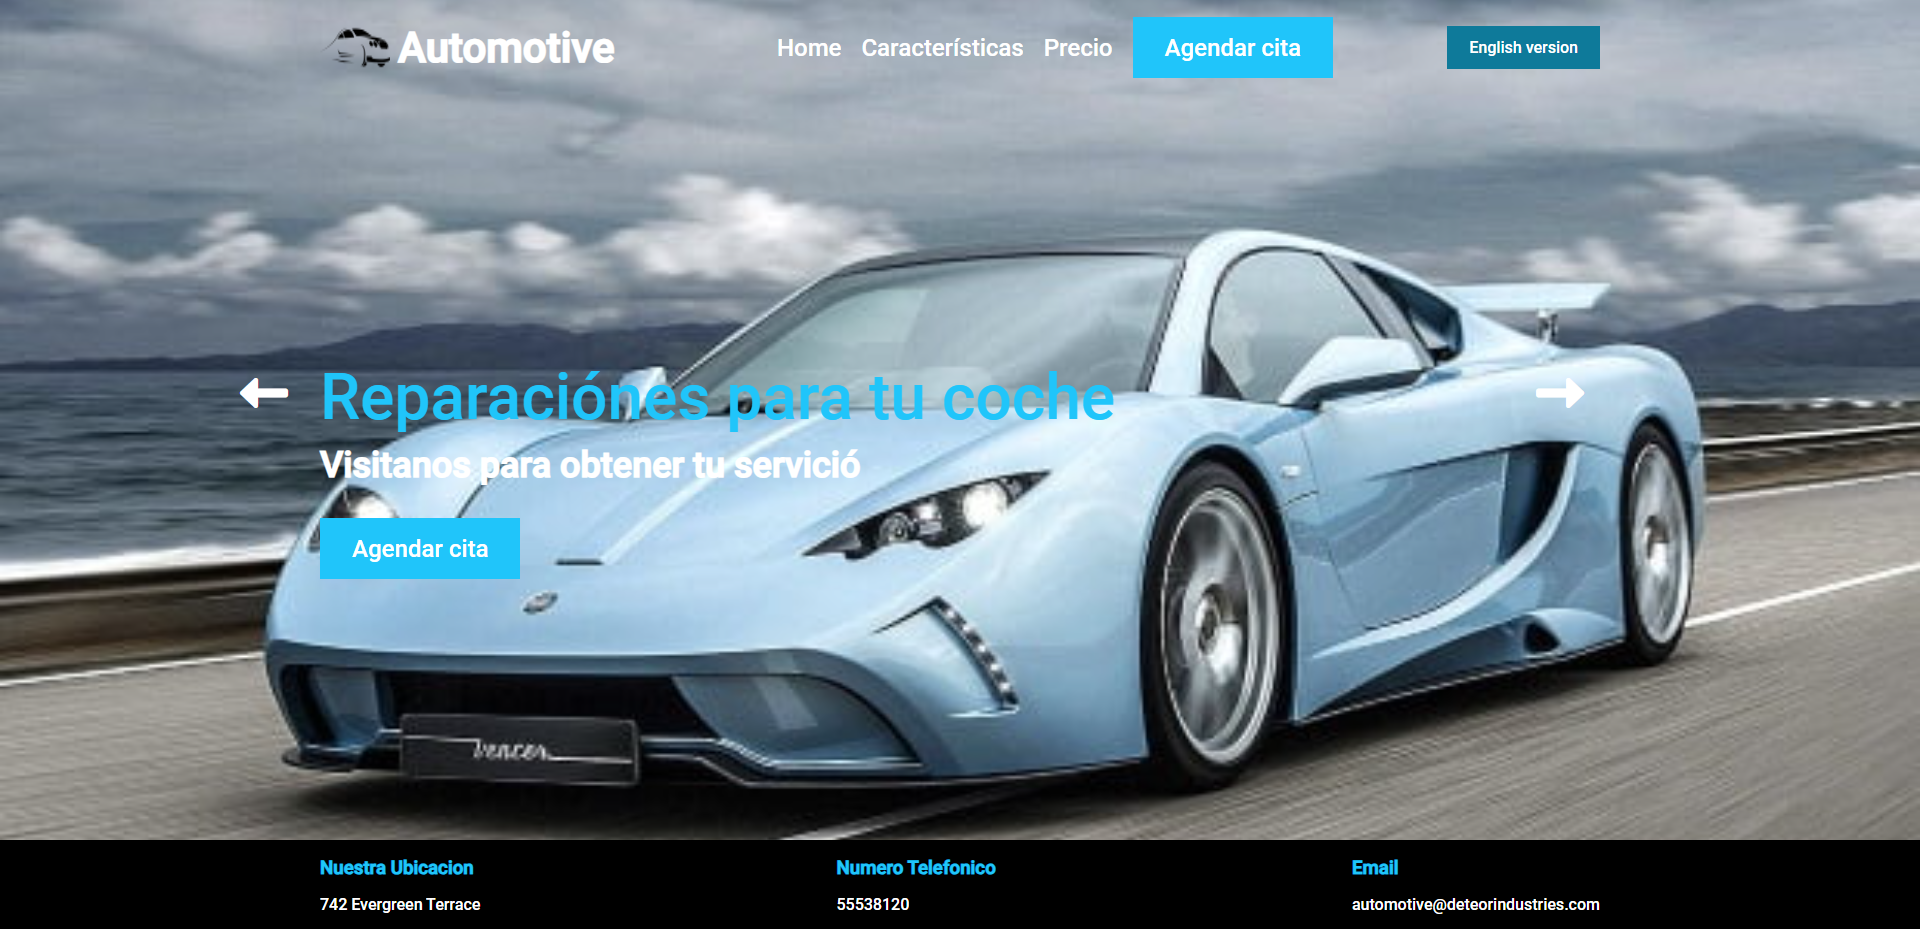 Automotive
Home Características Precio Agendar cita
English version
Reparaciónes para tu coche
Visitanos para obtener tu servició
Agendar cita
Vencer
Nuestra Ubicacion
742 Evergreen Terrace
Numero Telefonico
55538120
Email
automotive@deteorindustries.com